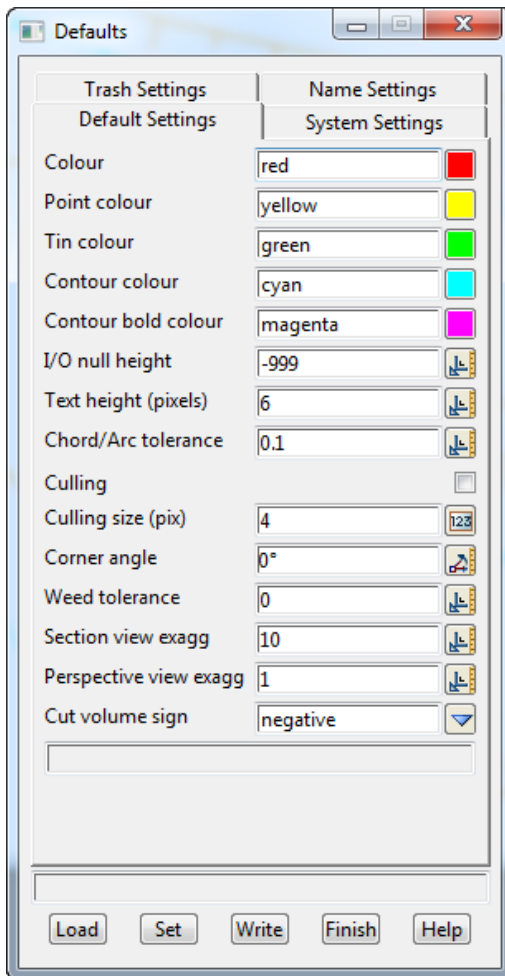 Defaults
Trash Settings Name Settings
Default Settings System Settings
Colour red
Point colour yellow
Tin colour green
Contour colour cyan
Contour bold colour magenta
I/O null height -999
Text height (pixels) 6
Chord/Arc tolerance 0.1
Culling
Culling size (pix) 4 123
Corner angle 0°
Weed tolerance 0
Section view exagg 10
Perspective view exagg 1
Cut volume sign negative
Load Set Write Finish Help